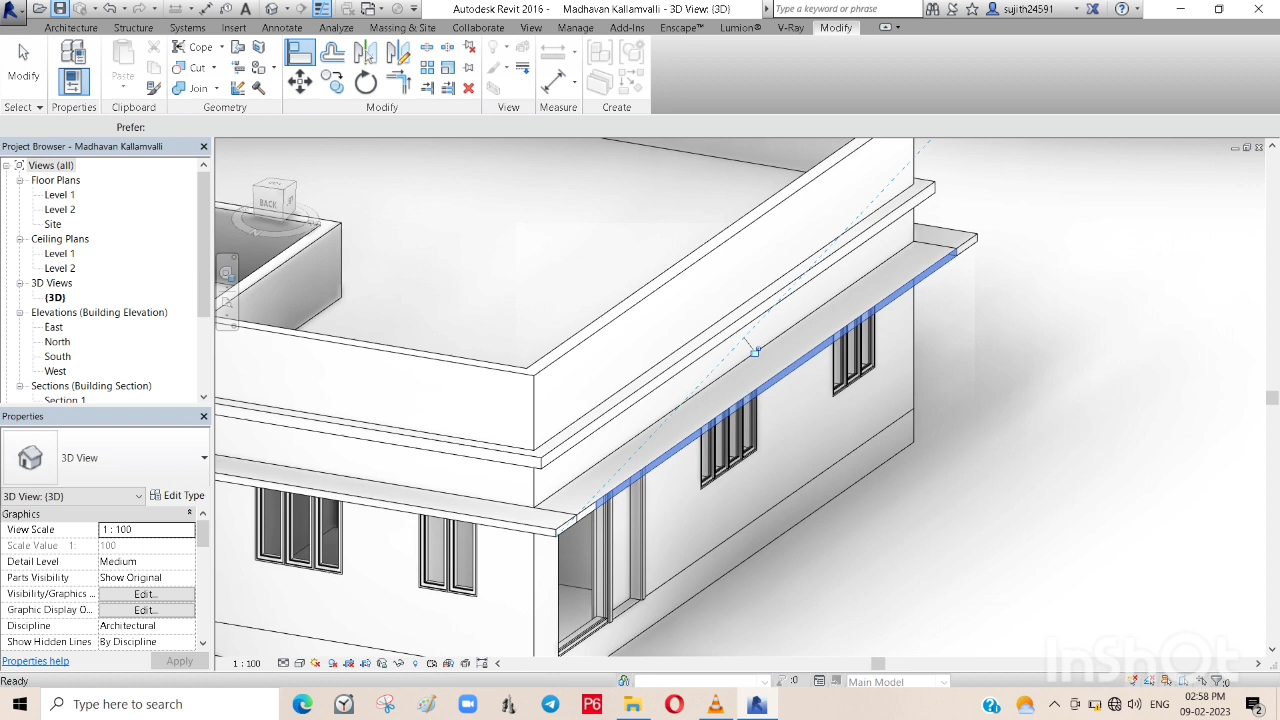 Autodesk Revit 2016 - Madhavan Kallamvalli - 3D View: {3D}
Type a keyword or phrase
sujith24591
Architecture Structure Systems Insert Annotate Analyze Massing & Site Collaborate View Manage Add-Ins Enscape™ Lumion® V-Ray Modify
Modify
Paste
Cope
Cut
Join
Select Properties Clipboard Geometry Modify View Measure Create
Prefer:
Project Browser - Madhavan Kallamvalli
Views (all)
Floor Plans
Level 1
Level 2
Site
Ceiling Plans
Level 1
Level 2
3D Views
{3D}
Elevations (Building Elevation)
East
North
South
West
Sections (Building Section)
Section 1
BACK
Properties
3D View
3D View: {3D}
Edit Type
Graphics
View Scale 1 : 100
Scale Value 1: 100
Detail Level Medium
Parts Visibility Show Original
Visibility/Graphics ... Edit...
Graphic Display O... Edit...
Discipline Architectural
Show Hidden Lines By Discipline
Properties help
Apply
1 : 100
Ready
:0
Main Model
:0
InShOt
Type here to search
P6
ENG
02:58 PM
09-02-2023
2